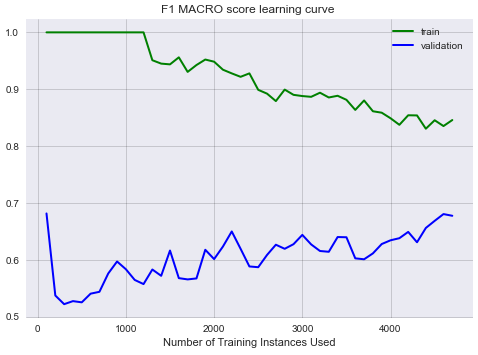 F1 MACRO score learning curve
train
validation
1.0
0.9
0.8
0.7
0.6
0.5
0 1000 2000 3000 4000
Number of Training Instances Used